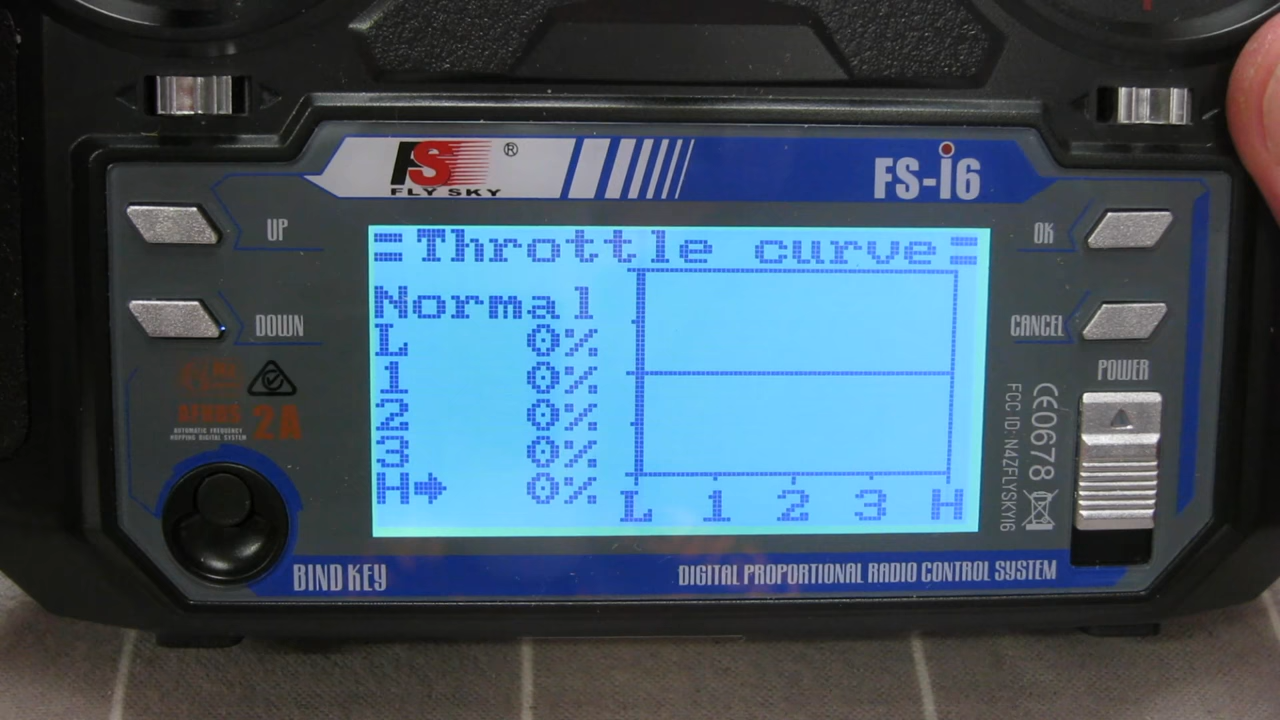 FS ®
FLY SKY
FS-i6
UP
DOWN
OK
CANCEL
POWER
=Throttle curve=
Normal
L 0%
1 0%
2 0%
3 0%
H→ 0%
L 1 2 3 H
AFHDS 2A
AUTOMATIC FREQUENCY
HOPPING DIGITAL SYSTEM
CE0678
FCC ID: N4ZFLYSKYI6
BIND KEY
DIGITAL PROPORTIONAL RADIO CONTROL SYSTEM